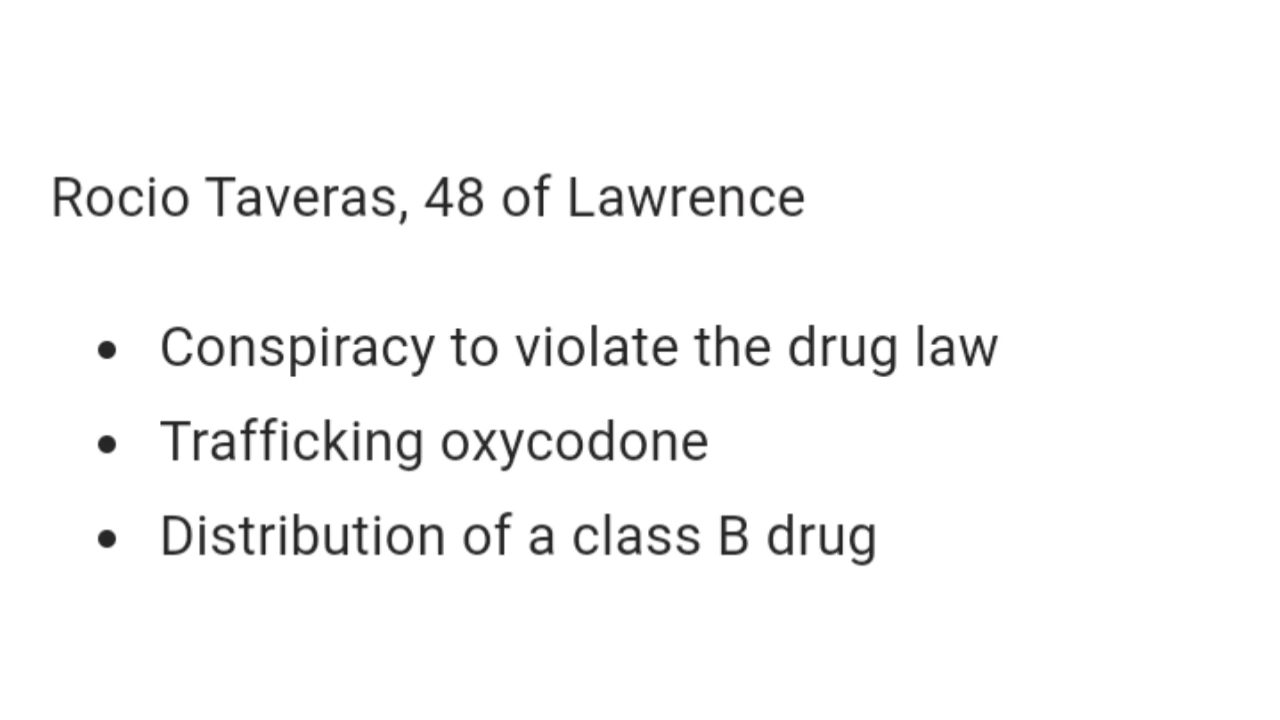 Rocio Taveras, 48 of Lawrence
• Conspiracy to violate the drug law
• Trafficking oxycodone
• Distribution of a class B drug